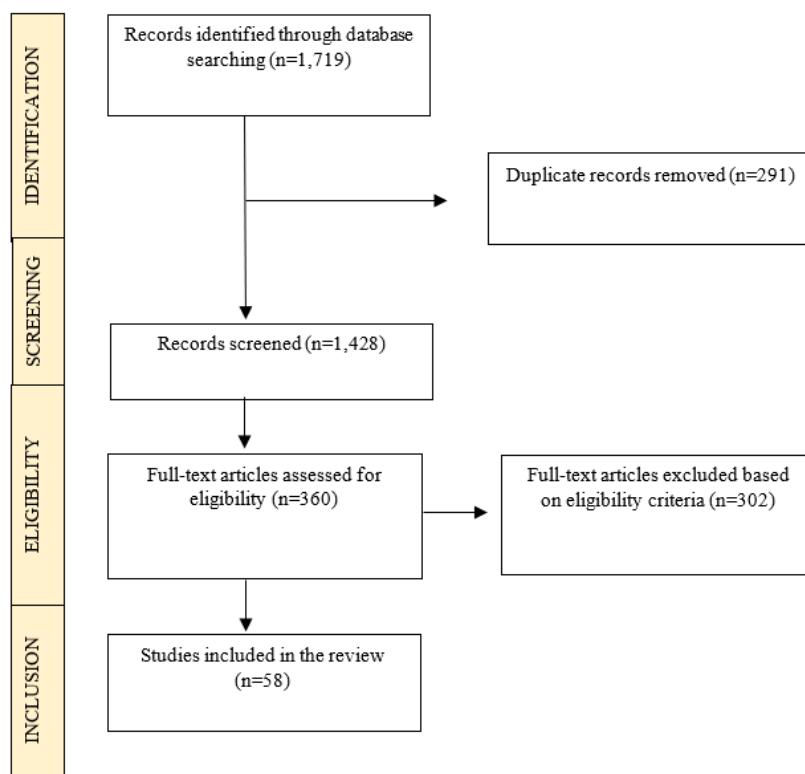 IDENTIFICATION
Records identified through database
searching (n=1,719)
Duplicate records removed (n=291)
SCREENING
Records screened (n=1,428)
ELIGIBILITY
Full-text articles assessed for
eligibility (n=360)
Full-text articles excluded based
on eligibility criteria (n=302)
INCLUSION
Studies included in the review
(n=58)